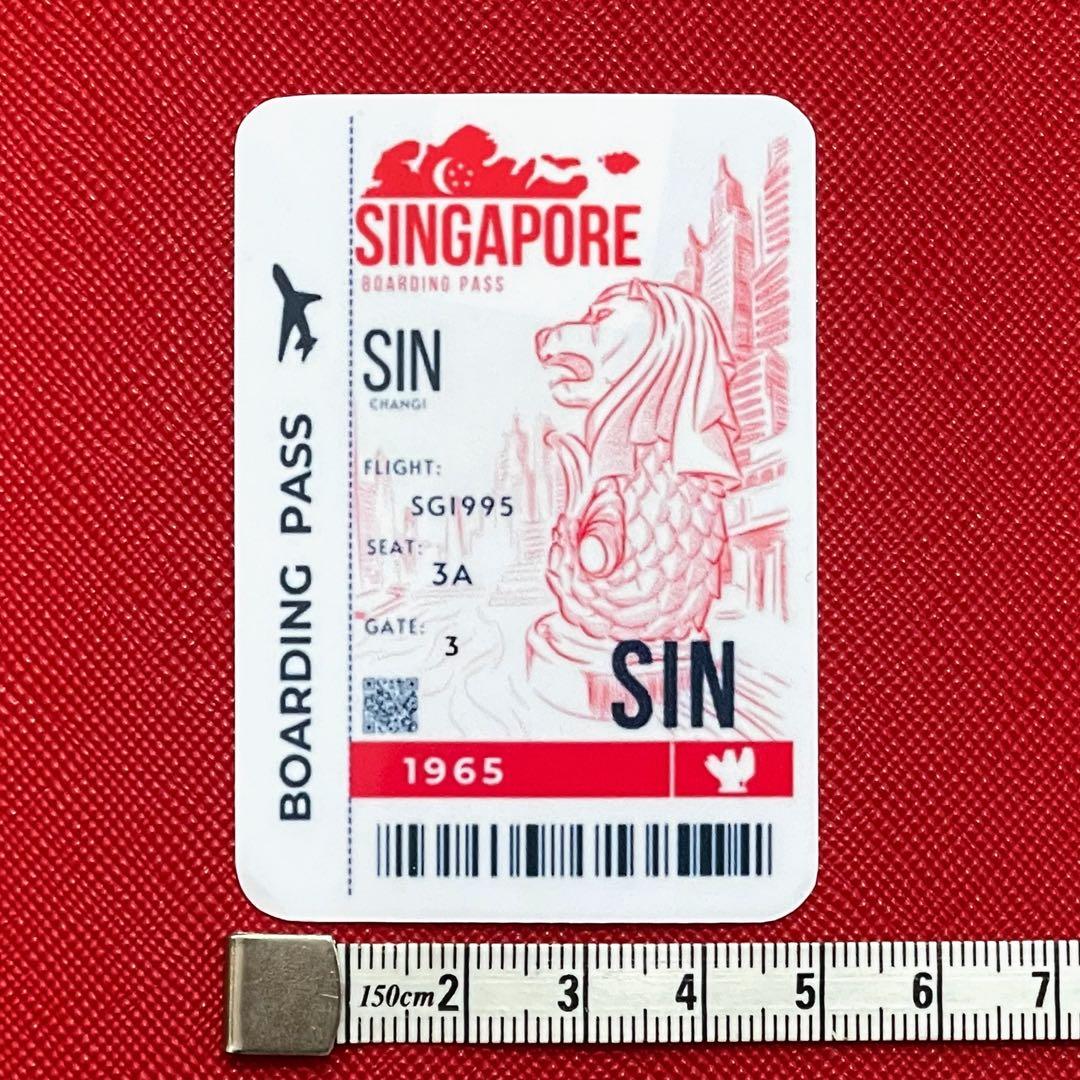 SINGAPORE
BOARDING PASS
SIN
CHANGI
FLIGHT:
SG1995
SEAT:
3A
GATE:
3
SIN
1965
BOARDING PASS
150cm 2 3 4 5 6 7